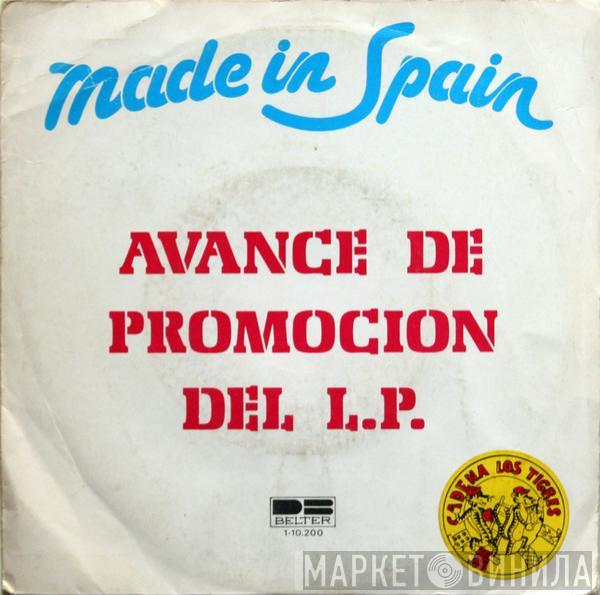 made in Spain
AVANCE DE
PROMOCION
DEL L.P.
CADENA LOS TIGRES
BELTER
1-10.200
МАРКЕТ ВИНИЛА